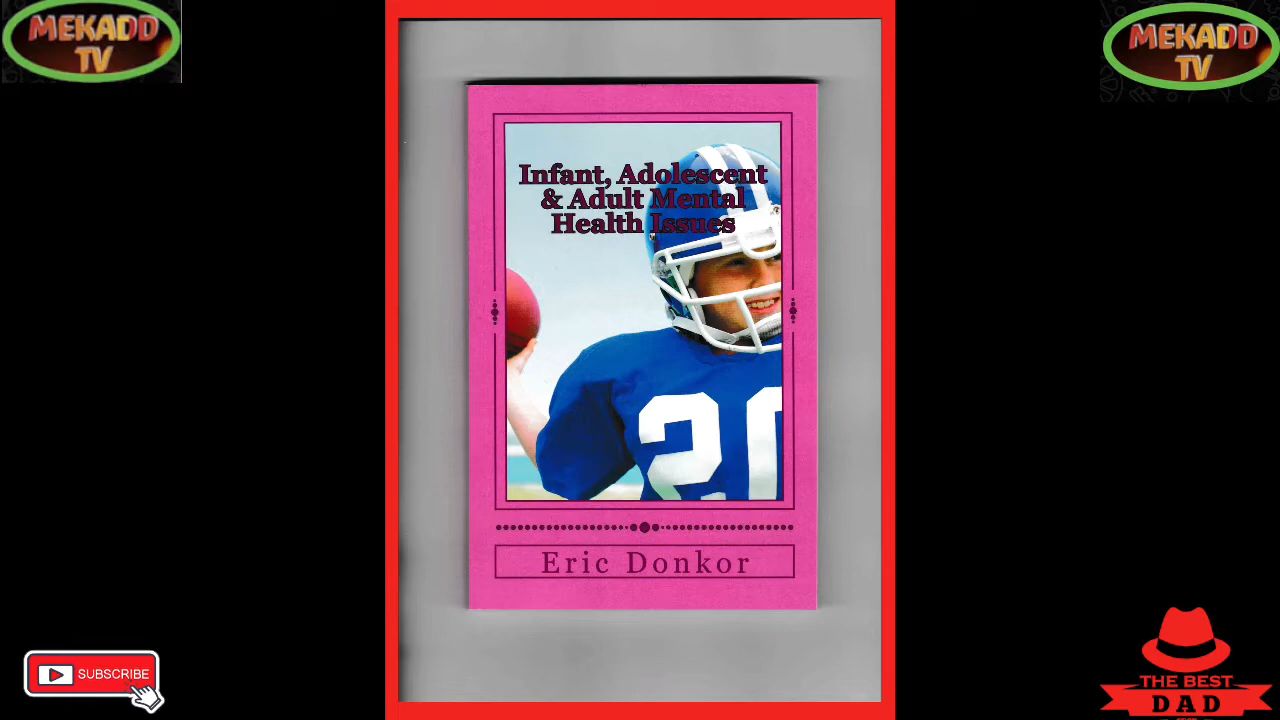 MEKADD
TV
MEKADD
TV
Infant, Adolescent
& Adult Mental
Health Issues
20
Eric Donkor
SUBSCRIBE
THE BEST
DAD